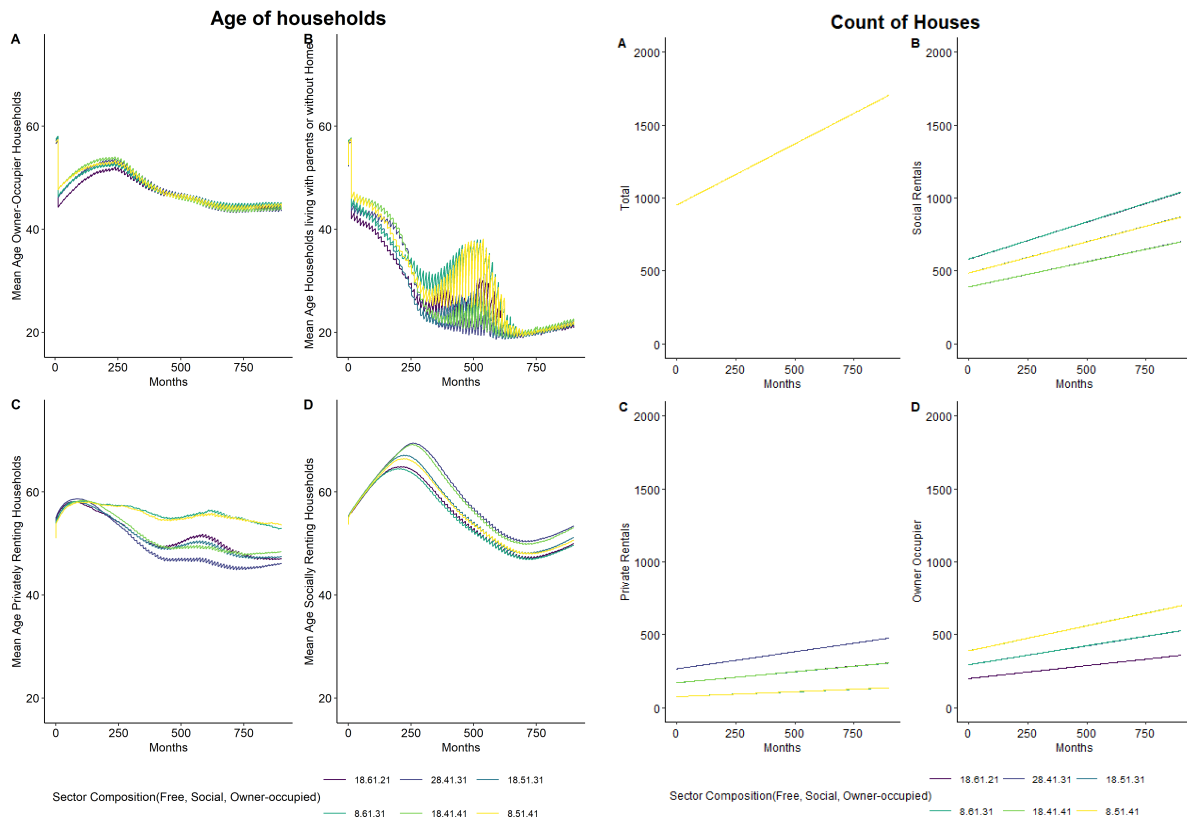 Age of households
A
Mean Age Owner-Occupier Households
60
40
20
0
250
500
750
Months
B
Mean Age Households living with parents or without Home
60
40
20
0
250
500
750
Months
C
Mean Age Privately Renting Households
60
40
20
0
250
500
750
Months
D
Mean Age Socially Renting Households
60
40
20
0
250
500
750
Months
Sector Composition(Free, Social, Owner-occupied)
18.61.21
28.41.31
18.51.31
8.61.31
18.41.41
8.51.41
Count of Houses
A
Total
2000
1500
1000
500
0
0
250
500
750
Months
B
Social Rentals
2000
1500
1000
500
0
0
250
500
750
Months
C
Private Rentals
2000
1500
1000
500
0
0
250
500
750
Months
D
Owner Occupier
2000
1500
1000
500
0
0
250
500
750
Months
Sector Composition(Free, Social, Owner-occupied)
18.61.21
28.41.31
18.51.31
8.61.31
18.41.41
8.51.41